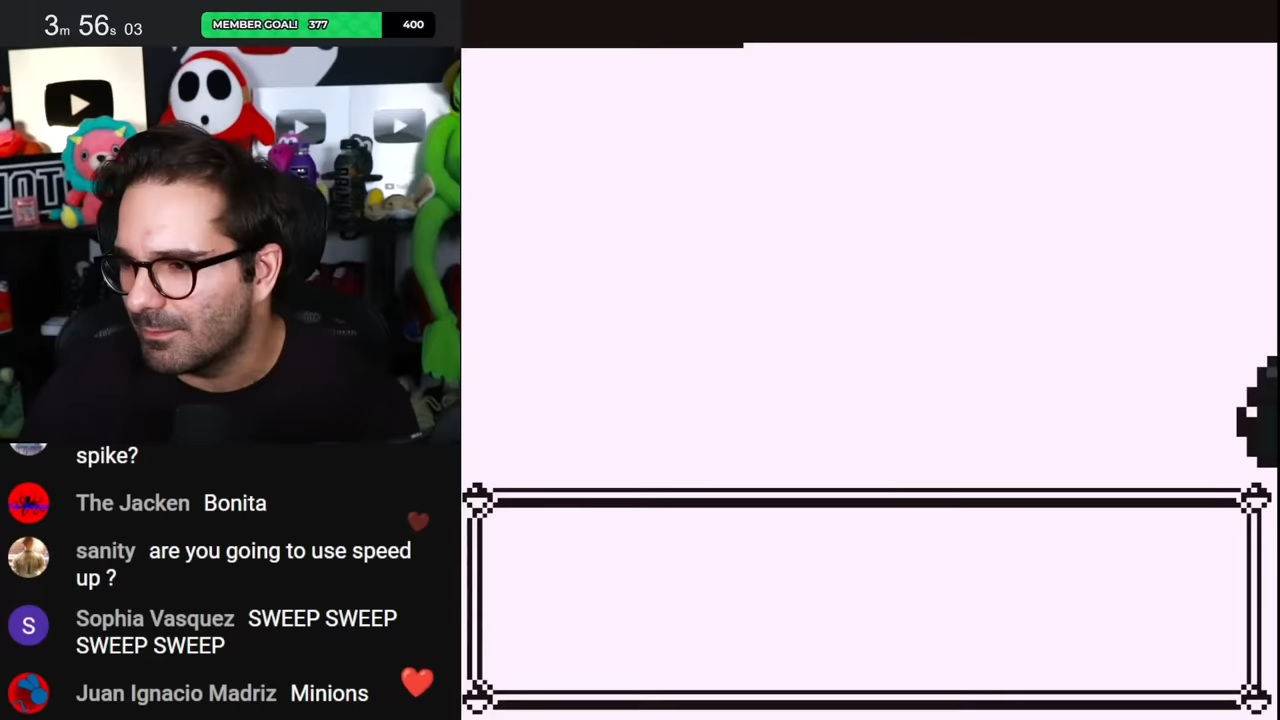 3m 56s 03
MEMBER GOAL! 377
400
spike?
The Jacken Bonita
sanity are you going to use speed
up ?
Sophia Vasquez SWEEP SWEEP
SWEEP SWEEP
Juan Ignacio Madriz Minions
S